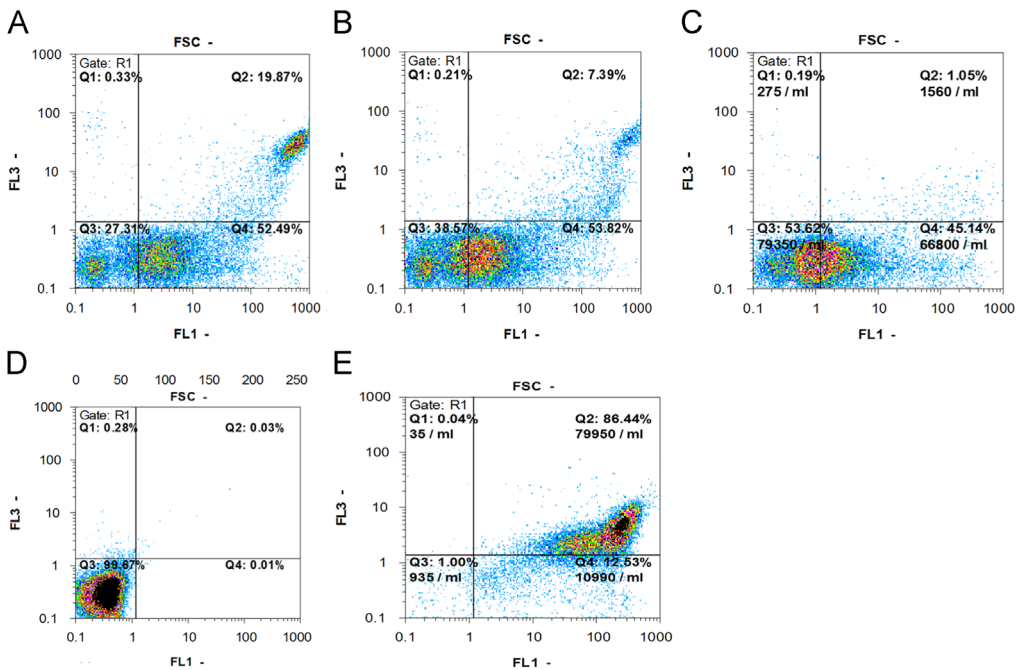 A
FSC -
1000
100
10
1
0.1
FL3 -
Gate: R1
Q1: 0.33%
Q2: 19.87%
Q3: 27.31%
Q4: 52.49%
0.1 1 10 100 1000
FL1 -
B
FSC -
1000
100
10
1
0.1
FL3 -
Gate: R1
Q1: 0.21%
Q2: 7.39%
Q3: 38.57%
Q4: 53.82%
0.1 1 10 100 1000
FL1 -
C
FSC -
1000
100
10
1
0.1
FL3 -
Gate: R1
Q1: 0.19%
275 / ml
Q2: 1.05%
1560 / ml
Q3: 53.62%
79350 / ml
Q4: 45.14%
66800 / ml
0.1 1 10 100 1000
FL1 -
D
0 50 100 150 200 250
FSC -
1000
100
10
1
0.1
FL3 -
Gate: R1
Q1: 0.28%
Q2: 0.03%
Q3: 99.67%
Q4: 0.01%
0.1 1 10 100 1000
FL1 -
E
FSC -
1000
100
10
1
0.1
FL3 -
Gate: R1
Q1: 0.04%
35 / ml
Q2: 86.44%
79950 / ml
Q3: 1.00%
935 / ml
Q4: 12.53%
10990 / ml
0.1 1 10 100 1000
FL1 -